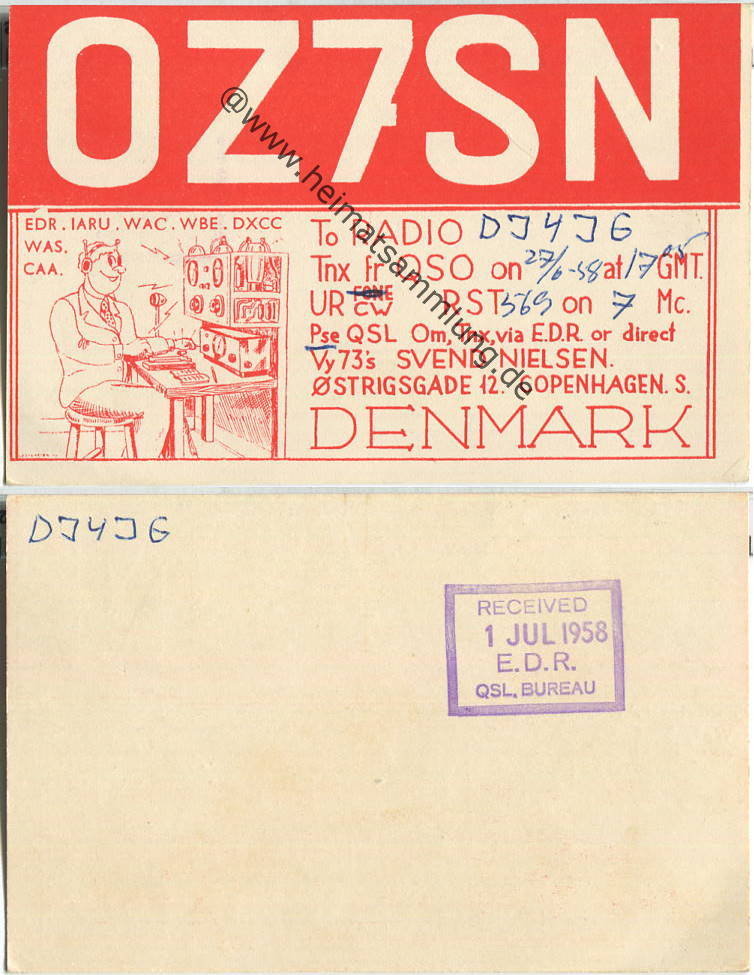 OZ7SN
EDR. IARU. WAC. WBE. DXCC
WAS.
CAA.
To RADIO DJ4JG
Tnx fr QSO on 27/6-58 at 1705 GMT.
UR FONE CW RST 569 on 7 Mc.
Pse QSL Om, tnx, via E.D.R. or direct
Vy 73's SVEND NIELSEN.
ØSTRIGSGADE 12. COPENHAGEN. S.
DENMARK
@www.heimatsammlung.de
DJ4JG
RECEIVED
1 JUL 1958
E.D.R.
QSL. BUREAU